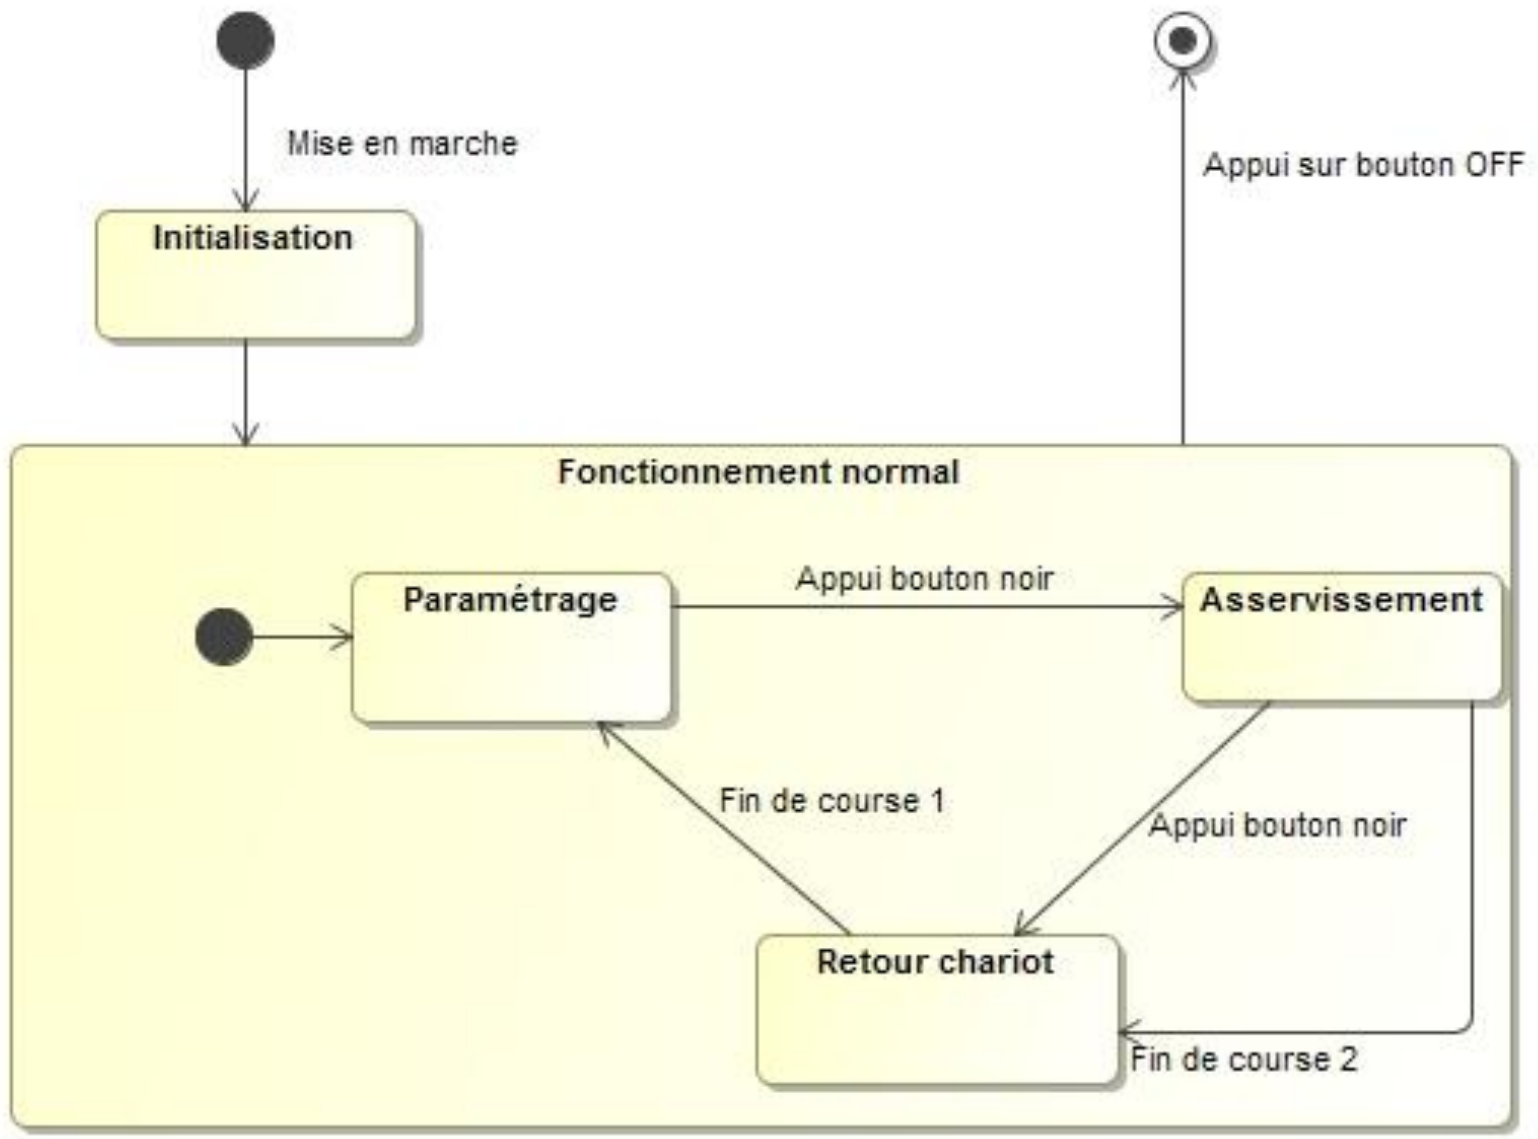 Mise en marche
Appui sur bouton OFF
Initialisation
Fonctionnement normal
Appui bouton noir
Paramétrage
Asservissement
Fin de course 1
Appui bouton noir
Retour chariot
Fin de course 2